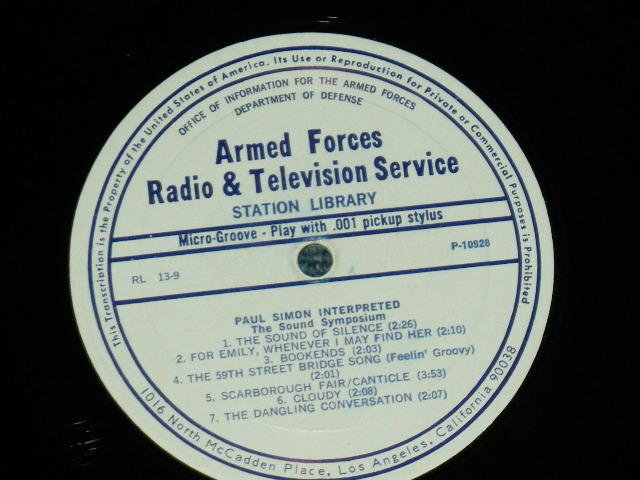 This Transcription is the Property of the United States of America. Its Use or Reproduction for Private or Commercial Purposes is Prohibited
OFFICE OF INFORMATION FOR THE ARMED FORCES
DEPARTMENT OF DEFENSE
Armed Forces
Radio & Television Service
STATION LIBRARY
Micro-Groove - Play with .001 pickup stylus
P-10928
RL 13-9
PAUL SIMON INTERPRETED
The Sound Symposium
1. THE SOUND OF SILENCE (2:26)
2. FOR EMILY, WHENEVER I MAY FIND HER (2:10)
3. BOOKENDS (2:03)
4. THE 59TH STREET BRIDGE SONG (Feelin' Groovy)
(2:01)
5. SCARBOROUGH FAIR/CANTICLE (3:53)
6. CLOUDY (2:08)
7. THE DANGLING CONVERSATION (2:07)
1016 North McCadden Place, Los Angeles, California 90038